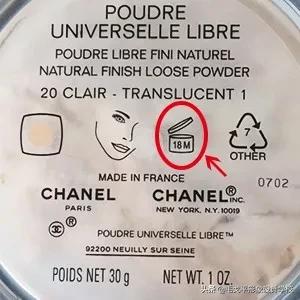 POUDRE
UNIVERSELLE LIBRE
POUDRE LIBRE FINI NATUREL
NATURAL FINISH LOOSE POWDER
20 CLAIR - TRANSLUCENT 1
18 M
7
OTHER
MADE IN FRANCE
0702
CHANEL
PARIS
CHANEL® INC.
NEW YORK, N.Y. 10019
POUDRE UNIVERSELLE LIBRE™
92200 NEUILLY SUR SEINE
POIDS NET 30 g
NET WT. 1 OZ.